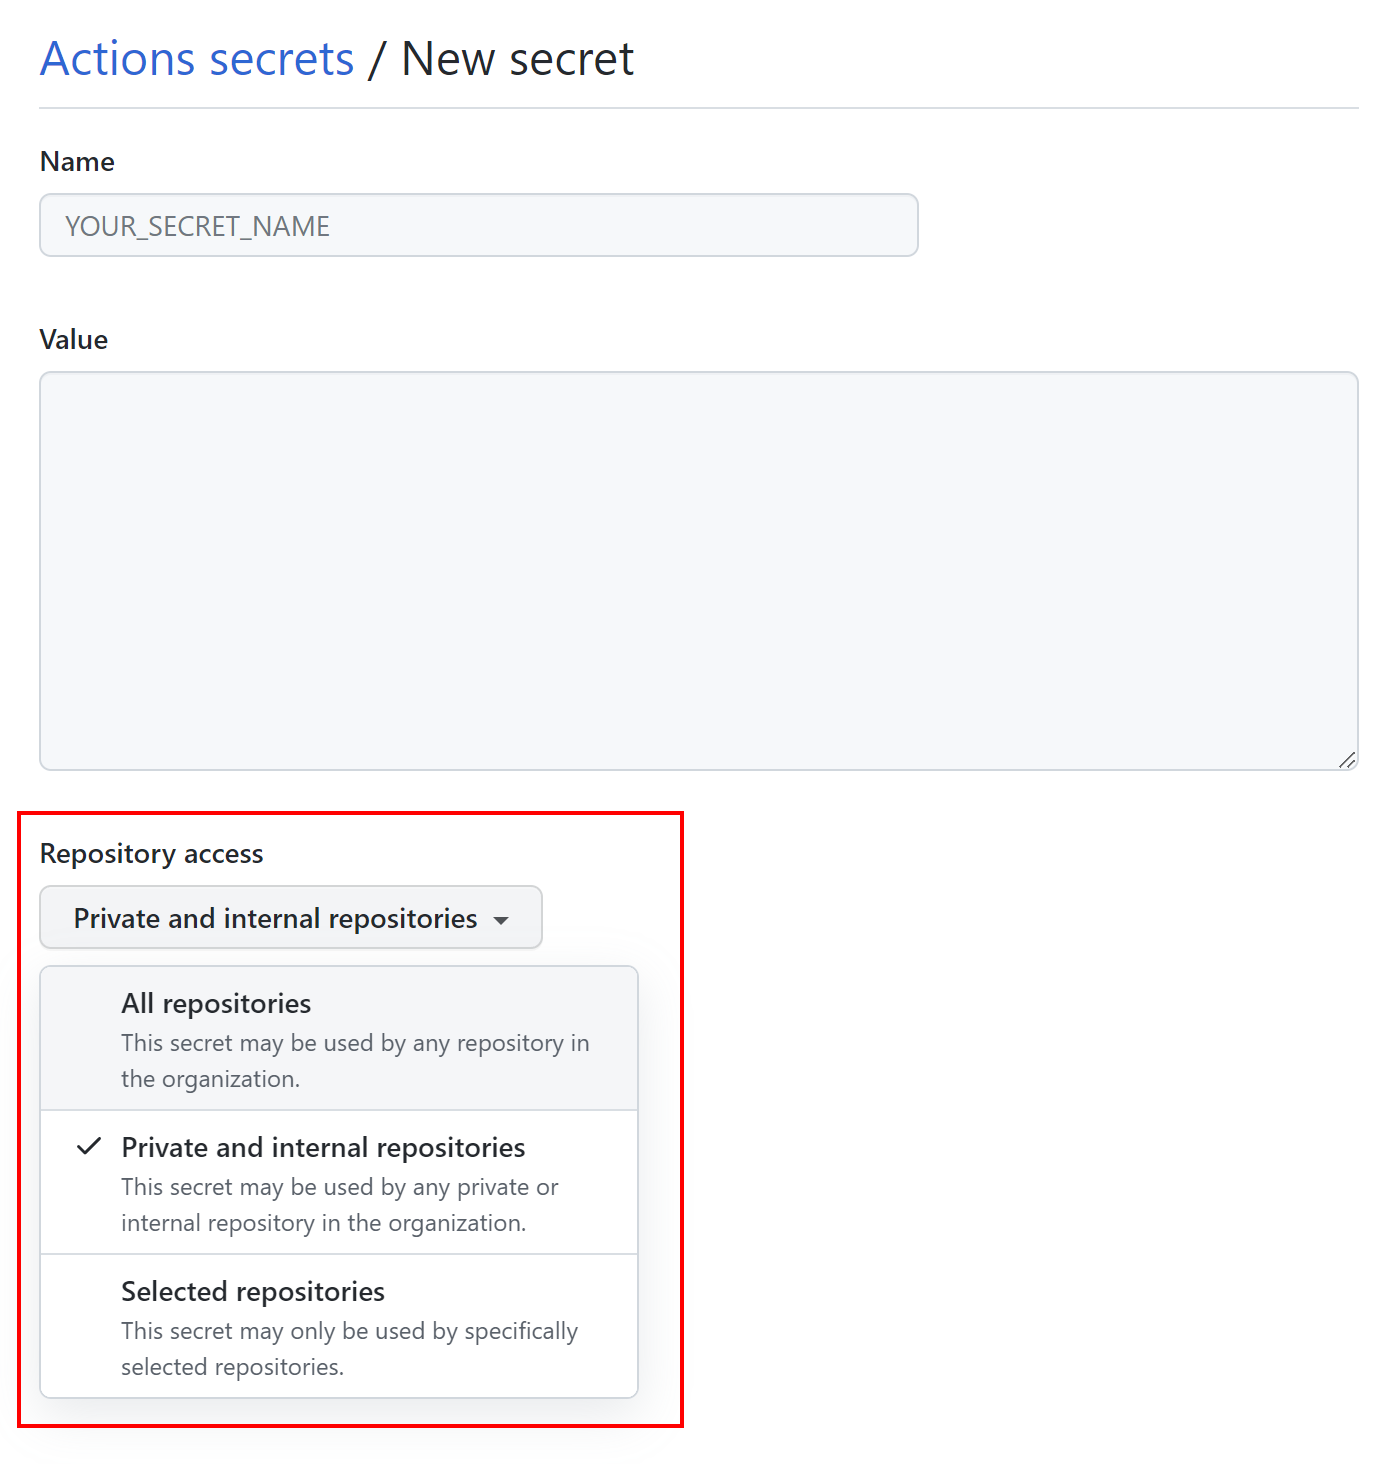 Actions secrets / New secret
Name
YOUR_SECRET_NAME
Value
Repository access
Private and internal repositories
All repositories
This secret may be used by any repository in
the organization.
Private and internal repositories
This secret may be used by any private or
internal repository in the organization.
Selected repositories
This secret may only be used by specifically
selected repositories.